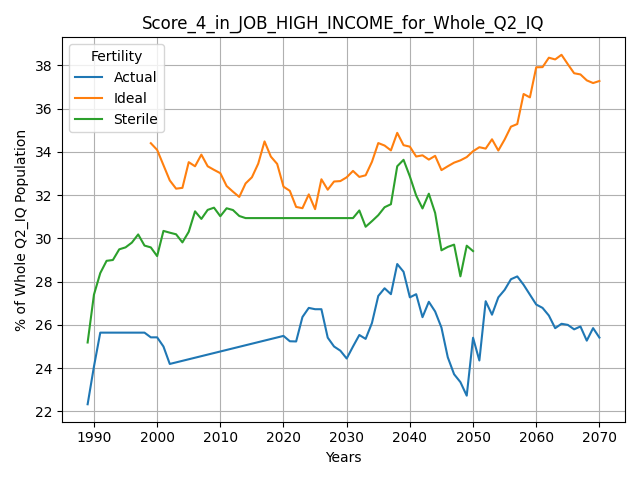 Score_4_in_JOB_HIGH_INCOME_for_Whole_Q2_IQ
Fertility
Actual
Ideal
Sterile
% of Whole Q2_IQ Population
38
36
34
32
30
28
26
24
22
1990 2000 2010 2020 2030 2040 2050 2060 2070
Years